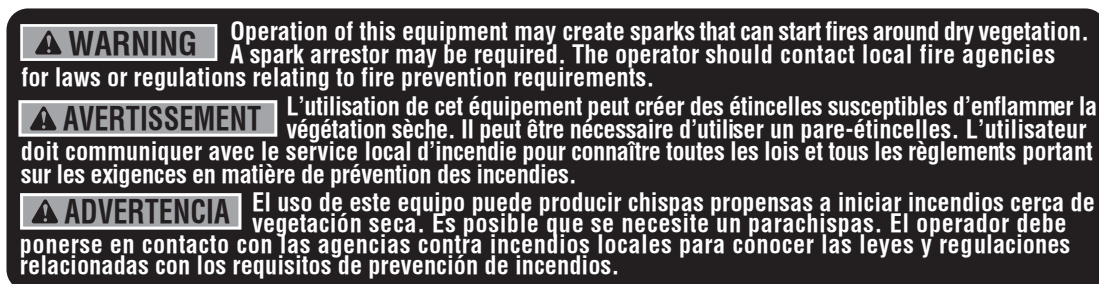 WARNING Operation of this equipment may create sparks that can start fires around dry vegetation.
A spark arrestor may be required. The operator should contact local fire agencies
for laws or regulations relating to fire prevention requirements.
AVERTISSEMENT L’utilisation de cet équipement peut créer des étincelles susceptibles d’enflammer la
végétation sèche. Il peut être nécessaire d’utiliser un pare-étincelles. L’utilisateur
doit communiquer avec le service local d’incendie pour connaître toutes les lois et tous les règlements portant
sur les exigences en matière de prévention des incendies.
ADVERTENCIA El uso de este equipo puede producir chispas propensas a iniciar incendios cerca de
vegetación seca. Es posible que se necesite un parachispas. El operador debe
ponerse en contacto con las agencias contra incendios locales para conocer las leyes y regulaciones
relacionadas con los requisitos de prevención de incendios.